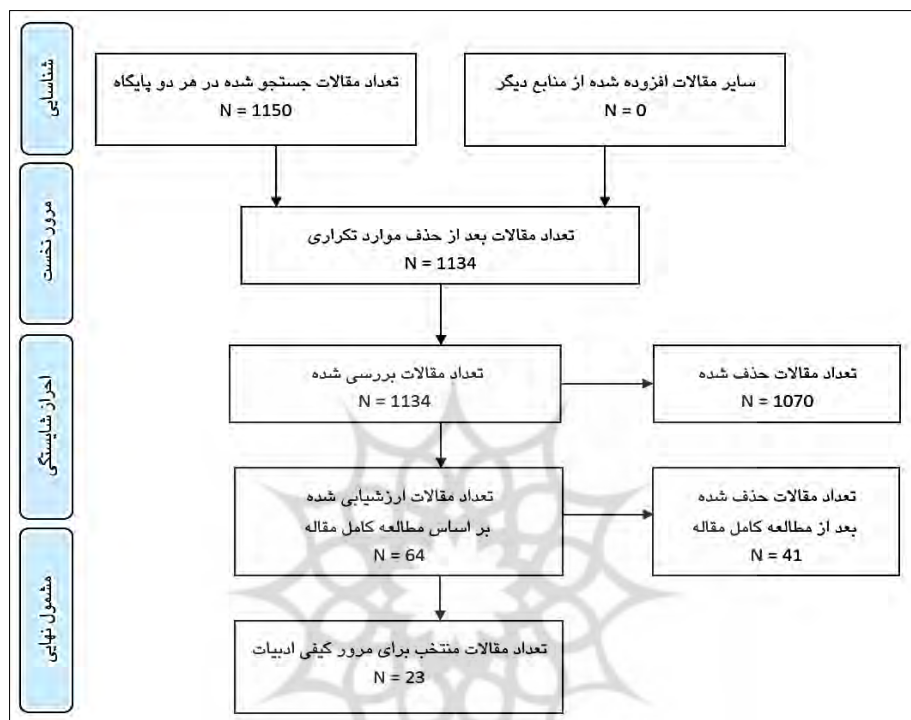 شناسایی
تعداد مقالات جستجو شده در هر دو پایگاه
N = 1150
سایر مقالات افزوده شده از منابع دیگر
N = 0
مرور نخست
تعداد مقالات بعد از حذف موارد تکراری
N = 1134
احراز شایستگی
تعداد مقالات بررسی شده
N = 1134
تعداد مقالات حذف شده
N = 1070
تعداد مقالات ارزشیابی شده
بر اساس مطالعه کامل مقاله
N = 64
تعداد مقالات حذف شده
بعد از مطالعه کامل مقاله
N = 41
مشمول نهایی
تعداد مقالات منتخب برای مرور کیفی ادبیات
N = 23